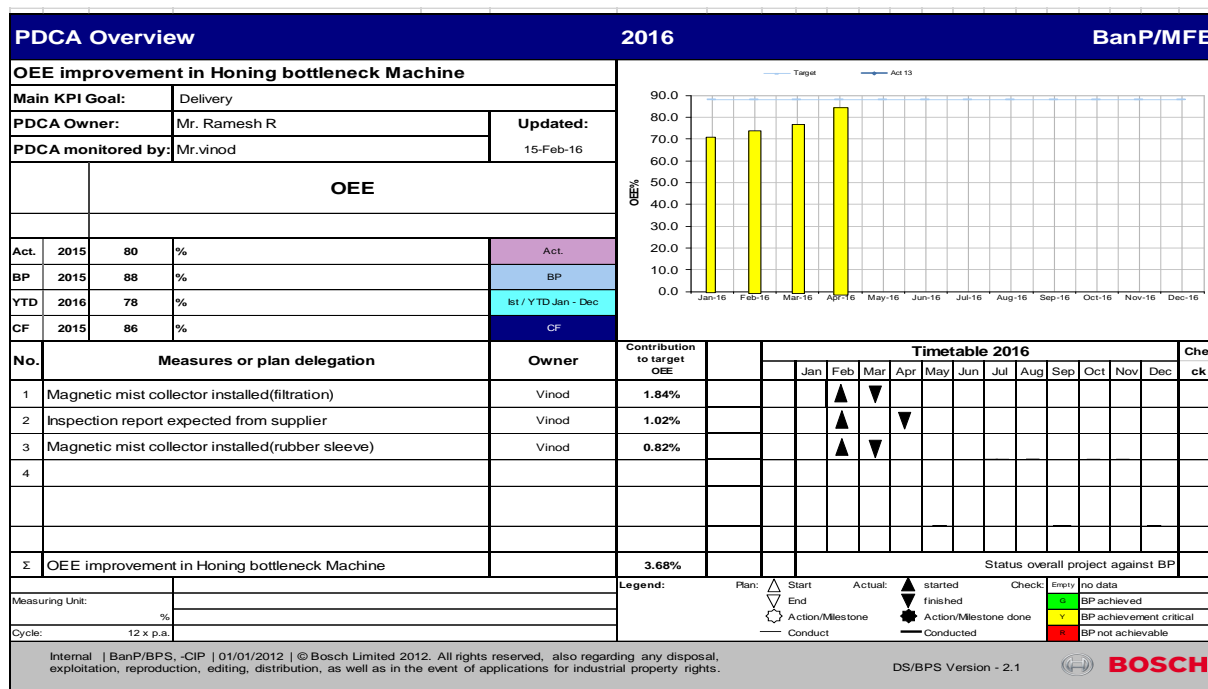 PDCA Overview 2016 BanP/MFE
OEE improvement in Honing bottleneck Machine
Main KPI Goal: Delivery
PDCA Owner: Mr. Ramesh R Updated:
PDCA monitored by: Mr.vinod 15-Feb-16
OEE
Act. 2015 80 % Act.
BP 2015 88 % BP
YTD 2016 78 % Ist / YTD Jan - Dec
CF 2015 86 % CF
Target Act 13
OEE%
90.0
80.0
70.0
60.0
50.0
40.0
30.0
20.0
10.0
0.0
Jan-16 Feb-16 Mar-16 Apr-16 May-16 Jun-16 Jul-16 Aug-16 Sep-16 Oct-16 Nov-16 Dec-16
No. Measures or plan delegation Owner Contribution to target OEE Timetable 2016 Che ck
Jan Feb Mar Apr May Jun Jul Aug Sep Oct Nov Dec
1 Magnetic mist collector installed(filtration) Vinod 1.84%
2 Inspection report expected from supplier Vinod 1.02%
3 Magnetic mist collector installed(rubber sleeve) Vinod 0.82%
4
Σ OEE improvement in Honing bottleneck Machine 3.68% Status overall project against BP
Legend: Plan: Start Actual: started Check: Empty no data
Measuring Unit: End finished G BP achieved
% Action/Milestone Action/Milestone done Y BP achievement critical
Cycle: 12 x p.a. Conduct Conducted R BP not achievable
Internal | BanP/BPS, -CIP | 01/01/2012 | © Bosch Limited 2012. All rights reserved, also regarding any disposal,
exploitation, reproduction, editing, distribution, as well as in the event of applications for industrial property rights.
DS/BPS Version - 2.1 BOSCH